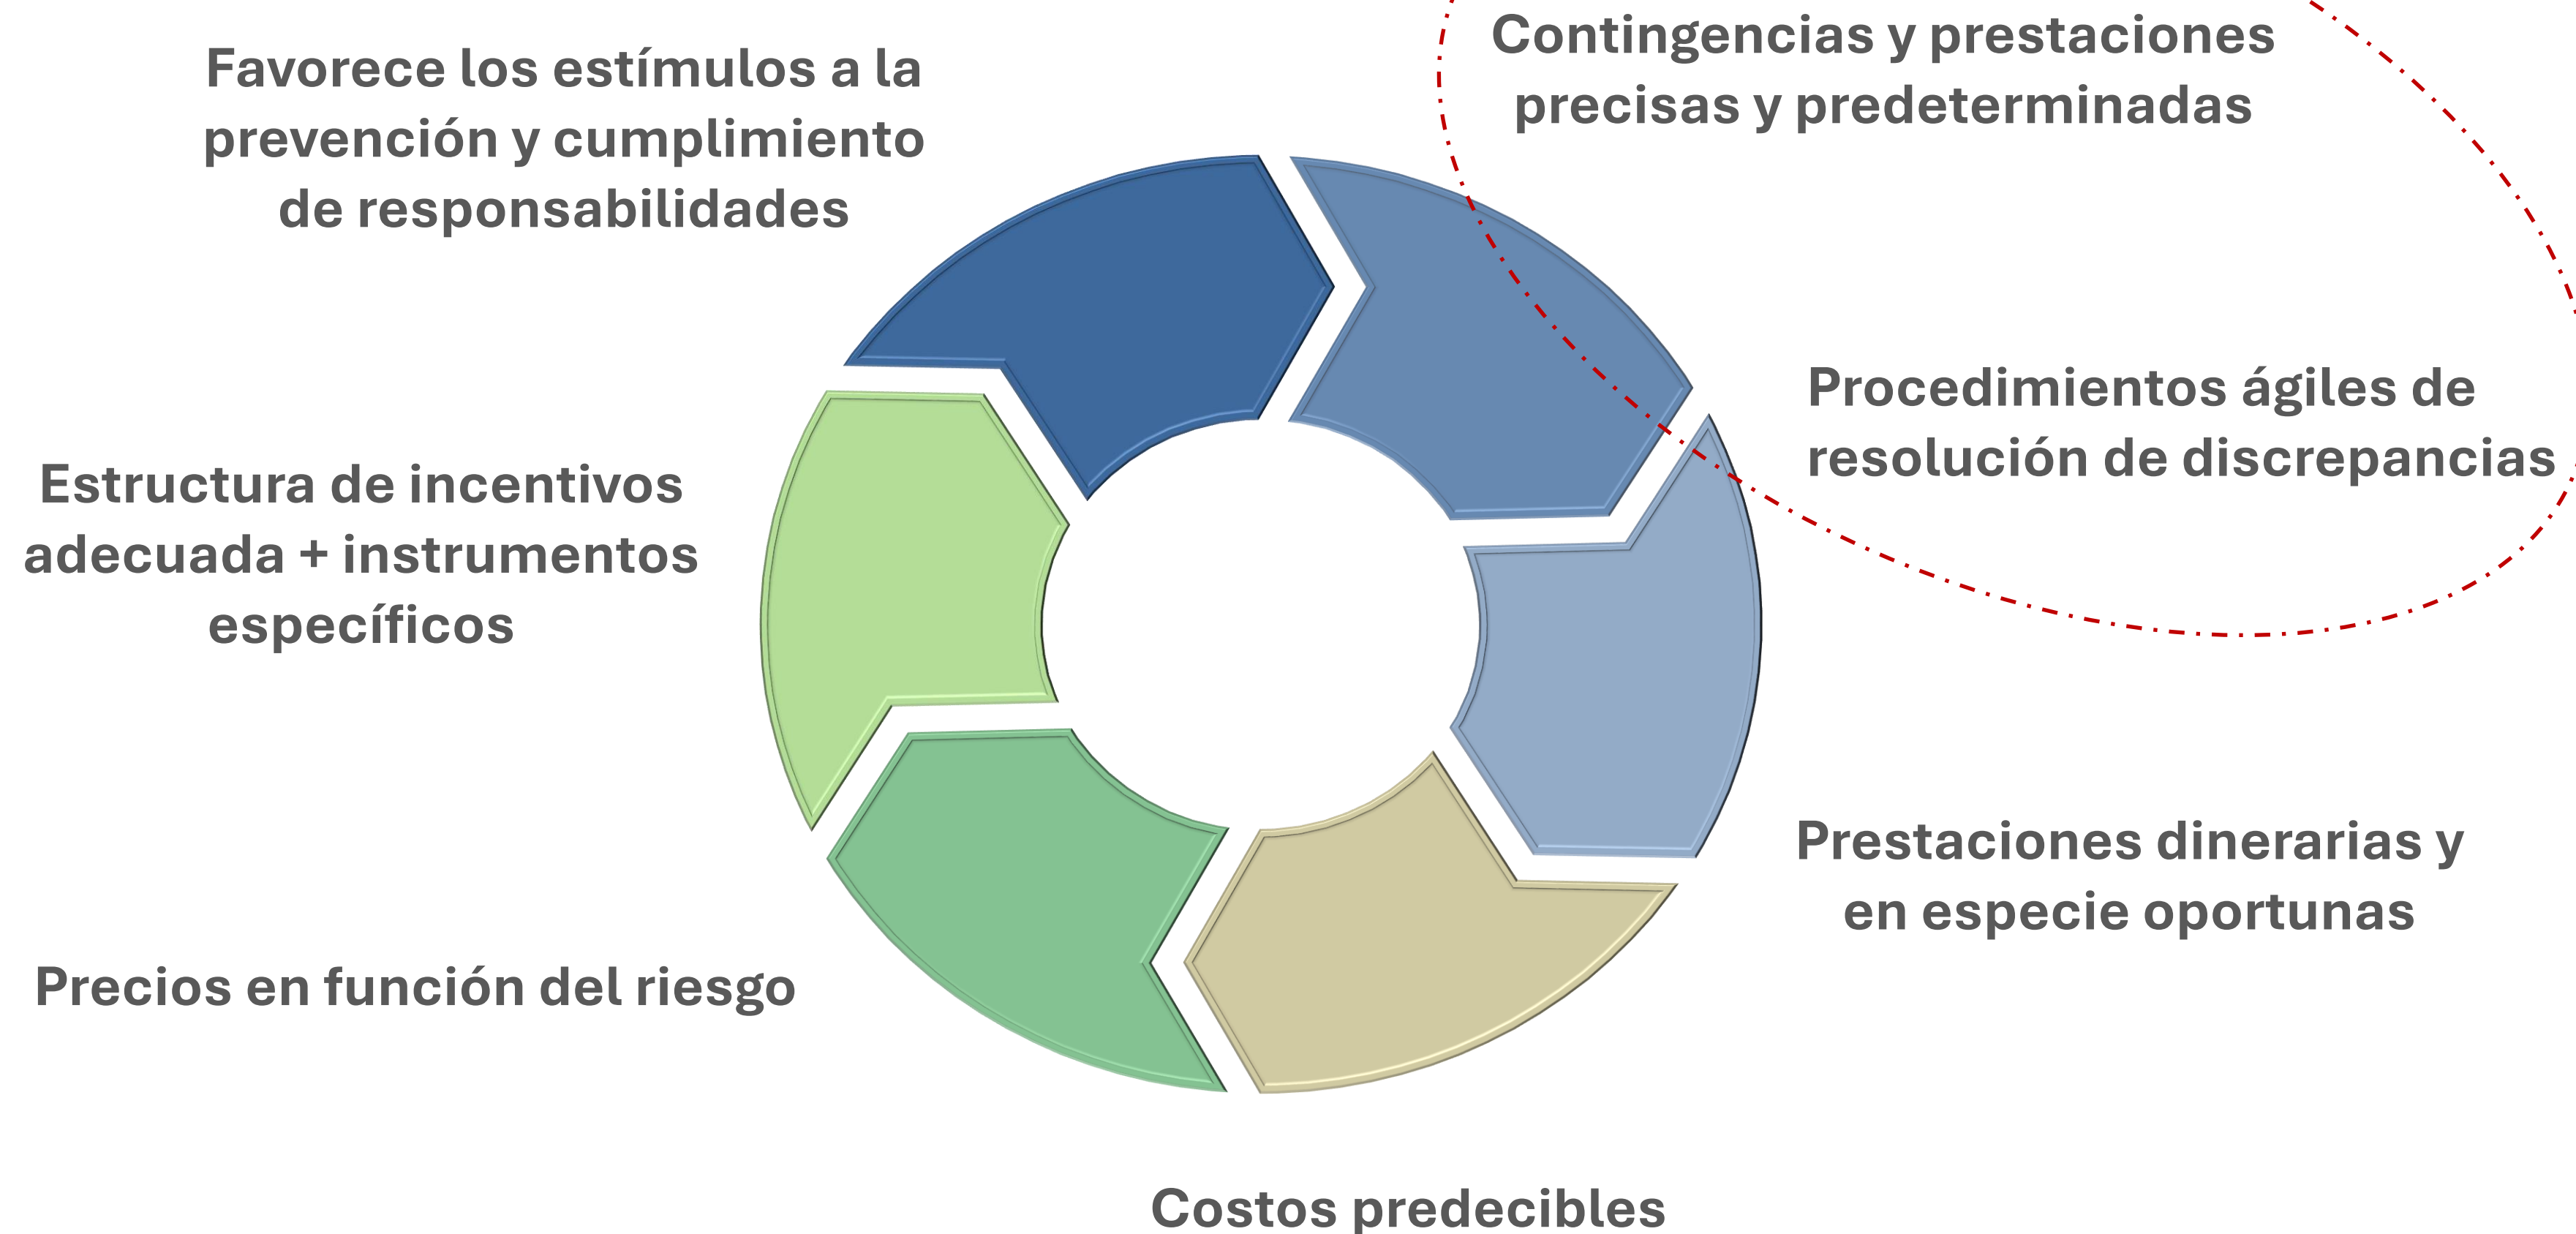 Favorece los estímulos a la
prevención y cumplimiento
de responsabilidades
Contingencias y prestaciones
precisas y predeterminadas
Procedimientos ágiles de
resolución de discrepancias
Estructura de incentivos
adecuada + instrumentos
específicos
Prestaciones dinerarias y
en especie oportunas
Precios en función del riesgo
Costos predecibles